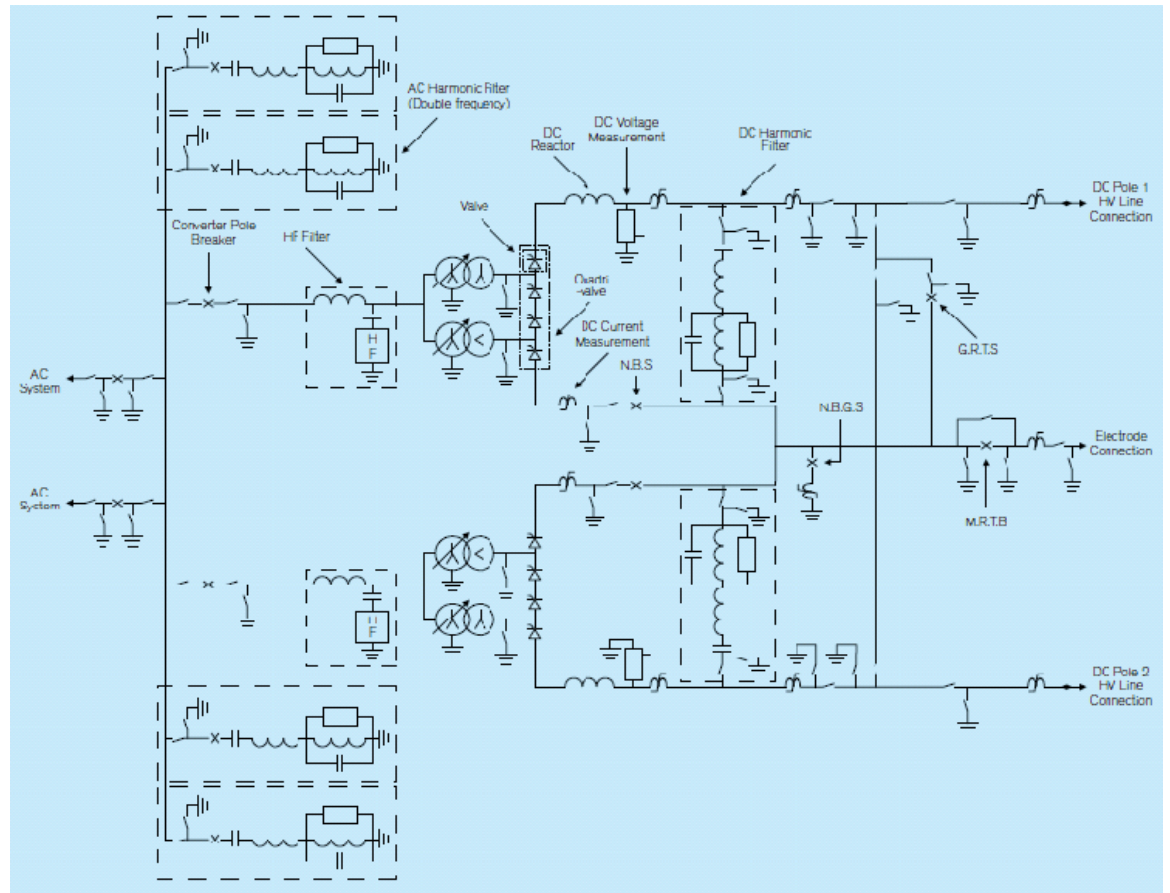 AC Harmonic Filter
(Double frequency)
DC
Reactor
DC Voltage
Measurement
DC Harmonic
Filter
DC Pole 1
HV Line
Connection
Valve
Converter Pole
Breaker
HF Filter
Quadri
-valve
DC Current
Measurement
G.R.T.S
H
F
N.B.S
AC
System
N.B.G.S
Electrode
Connection
AC
System
M.R.T.B
F
DC Pole 2
HV Line
Connection